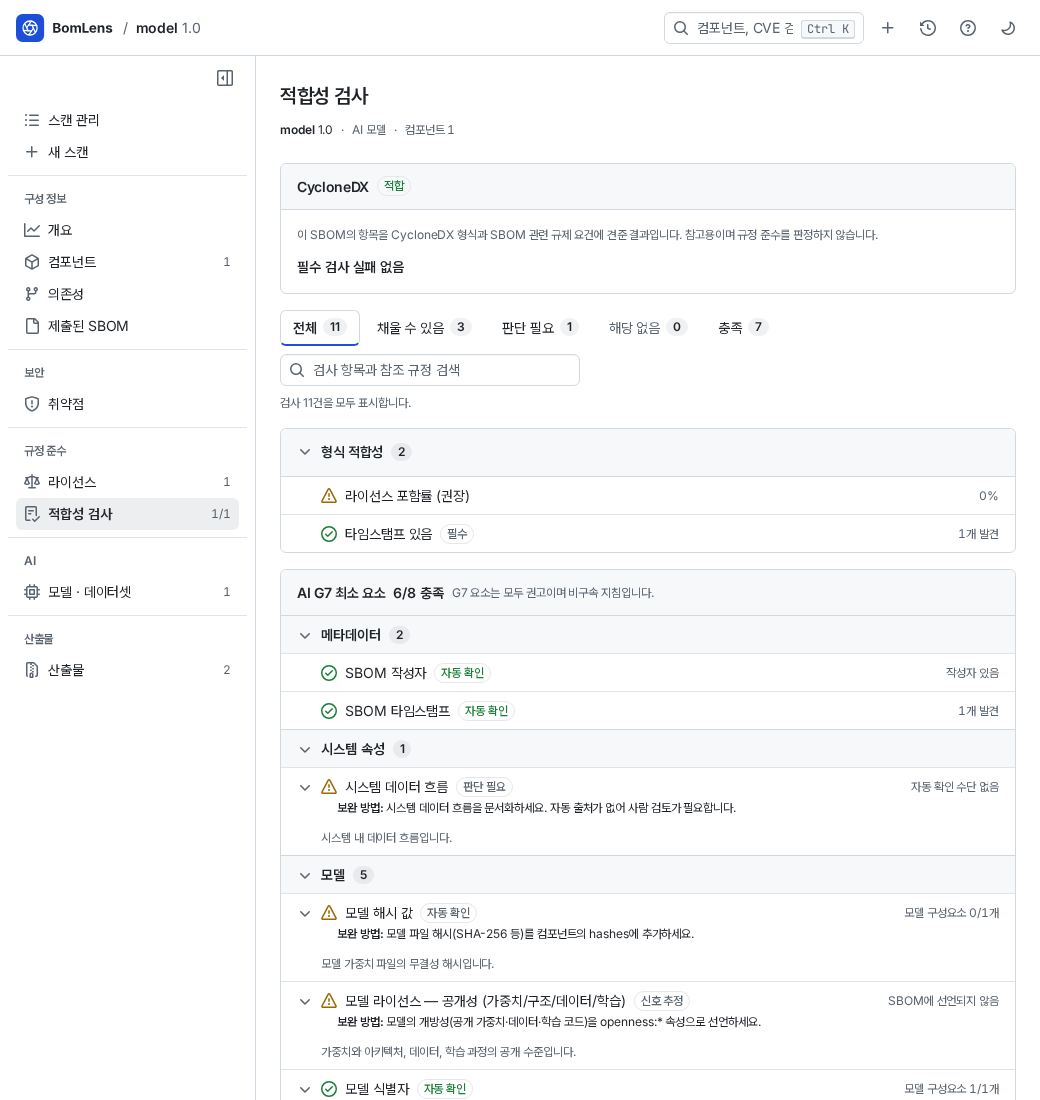 BomLens / model 1.0
컴포넌트, CVE 검 Ctrl K
스캔 관리
새 스캔
구성 정보
개요
컴포넌트 1
의존성
제출된 SBOM
보안
취약점
규정 준수
라이선스 1
적합성 검사 1/1
AI
모델 · 데이터셋 1
산출물
산출물 2
적합성 검사
model 1.0 · AI 모델 · 컴포넌트 1
CycloneDX 적합
이 SBOM의 항목을 CycloneDX 형식과 SBOM 관련 규제 요건에 견준 결과입니다. 참고용이며 규정 준수를 판정하지 않습니다.
필수 검사 실패 없음
전체 11 채울 수 있음 3 판단 필요 1 해당 없음 0 충족 7
검사 항목과 참조 규정 검색
검사 11건을 모두 표시합니다.
형식 적합성 2
라이선스 포함률 (권장) 0%
타임스탬프 있음 필수 1개 발견
AI G7 최소 요소 6/8 충족 G7 요소는 모두 권고이며 비구속 지침입니다.
메타데이터 2
SBOM 작성자 자동 확인 작성자 있음
SBOM 타임스탬프 자동 확인 1개 발견
시스템 속성 1
시스템 데이터 흐름 판단 필요 자동 확인 수단 없음
보완 방법: 시스템 데이터 흐름을 문서화하세요. 자동 출처가 없어 사람 검토가 필요합니다.
시스템 내 데이터 흐름입니다.
모델 5
모델 해시 값 자동 확인 모델 구성요소 0/1개
보완 방법: 모델 파일 해시(SHA-256 등)를 컴포넌트의 hashes에 추가하세요.
모델 가중치 파일의 무결성 해시입니다.
모델 라이선스 — 공개성 (가중치/구조/데이터/학습) 신호 추정 SBOM에 선언되지 않음
보완 방법: 모델의 개방성(공개 가중치·데이터·학습 코드)을 openness:* 속성으로 선언하세요.
가중치와 아키텍처, 데이터, 학습 과정의 공개 수준입니다.
모델 식별자 자동 확인 모델 구성요소 1/1개